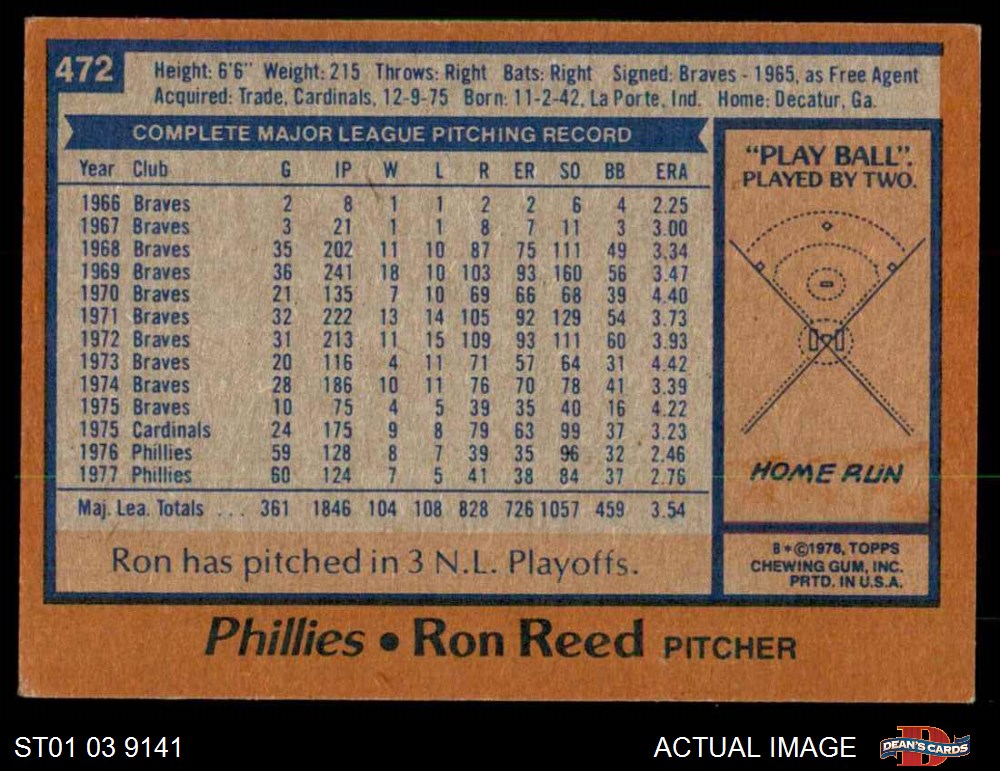 472
Height: 6'6" Weight: 215 Throws: Right Bats: Right Signed: Braves - 1965, as Free Agent
Acquired: Trade, Cardinals, 12-9-75 Born: 11-2-42, La Porte, Ind. Home: Decatur, Ga.
COMPLETE MAJOR LEAGUE PITCHING RECORD
Year Club G IP W L R ER SO BB ERA
1966 Braves 2 8 1 1 2 2 6 4 2.25
1967 Braves 3 21 1 1 8 7 11 3 3.00
1968 Braves 35 202 11 10 87 75 111 49 3.34
1969 Braves 36 241 18 10 103 93 160 56 3.47
1970 Braves 21 135 7 10 69 66 68 39 4.40
1971 Braves 32 222 13 14 105 92 129 54 3.73
1972 Braves 31 213 11 15 109 93 111 60 3.93
1973 Braves 20 116 4 11 71 57 64 31 4.42
1974 Braves 28 186 10 11 76 70 78 41 3.39
1975 Braves 10 75 4 5 39 35 40 16 4.22
1975 Cardinals 24 175 9 8 79 63 99 37 3.23
1976 Phillies 59 128 8 7 39 35 96 32 2.46
1977 Phillies 60 124 7 5 41 38 84 37 2.76
Maj. Lea. Totals ... 361 1846 104 108 828 726 1057 459 3.54
Ron has pitched in 3 N.L. Playoffs.
"PLAY BALL".
PLAYED BY TWO.
HOME RUN
B*©1978, TOPPS
CHEWING GUM, INC.
PRTD. IN U.S.A.
Phillies • Ron Reed PITCHER
ST01 03 9141
ACTUAL IMAGE
DEAN'S CARDS